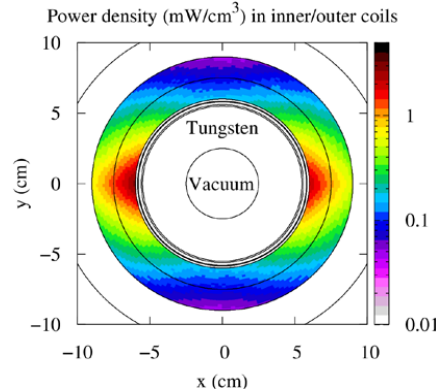 Power density (mW/cm³) in inner/outer coils
10
5
0
−5
−10
y (cm)
Tungsten
Vacuum
1
0.1
0.01
−10
−5
0
5
10
x (cm)